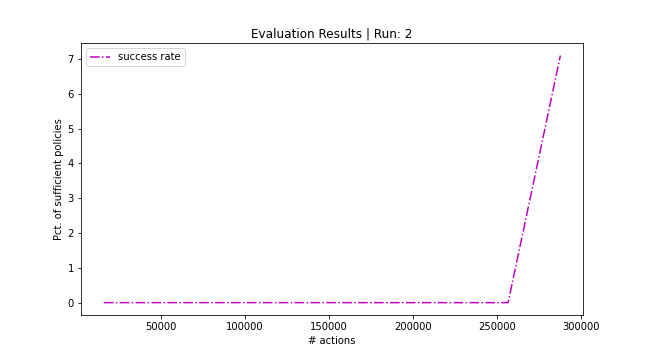 Evaluation Results | Run: 2
success rate
Pct. of sufficient policies
7
6
5
4
3
2
1
0
50000 100000 150000 200000 250000 300000
# actions